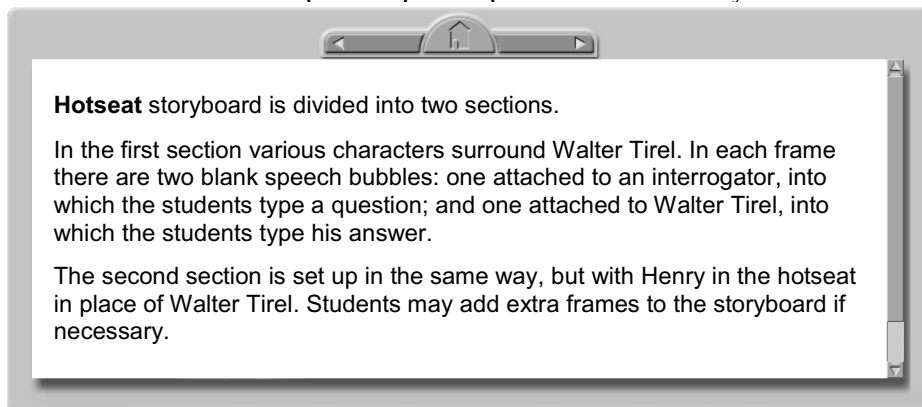 Hotseat storyboard is divided into two sections.
In the first section various characters surround Walter Tirel. In each frame
there are two blank speech bubbles: one attached to an interrogator, into
which the students type a question; and one attached to Walter Tirel, into
which the students type his answer.
The second section is set up in the same way, but with Henry in the hotseat
in place of Walter Tirel. Students may add extra frames to the storyboard if
necessary.